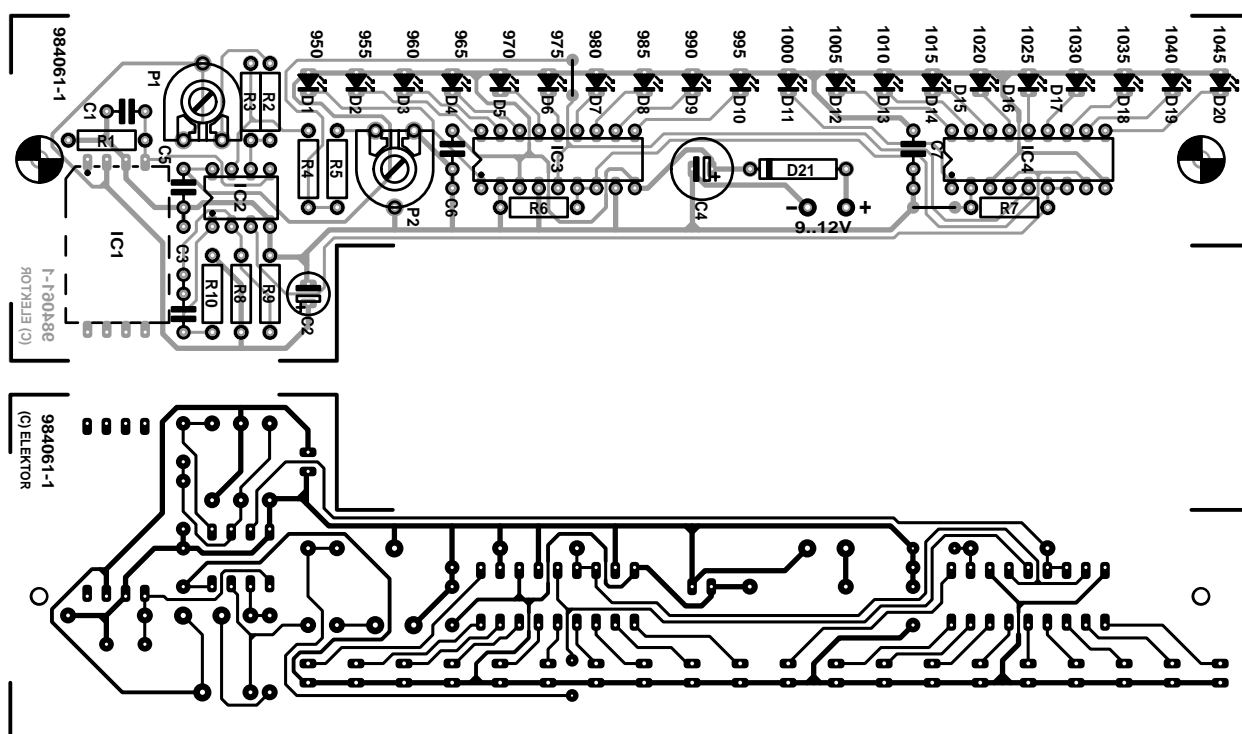 984061-1
950
955
960
965
970
975
980
985
990
995
1000
1005
1010
1015
1020
1025
1030
1035
1040
1045
P1
R3
R2
D1
D2
D3
D4
D5
D6
D7
D8
D9
D10
D11
D12
D13
D14
D15
D16
D17
D18
D19
D20
C1
R1
C5
IC2
R4
R5
P2
C6
IC3
R6
C4
+
D21
-
+
9..12V
C7
IC4
R7
IC1
C3
R10
R8
R9
C2
+
984061-1
(C) ELEKTOR
984061-1
(C) ELEKTOR